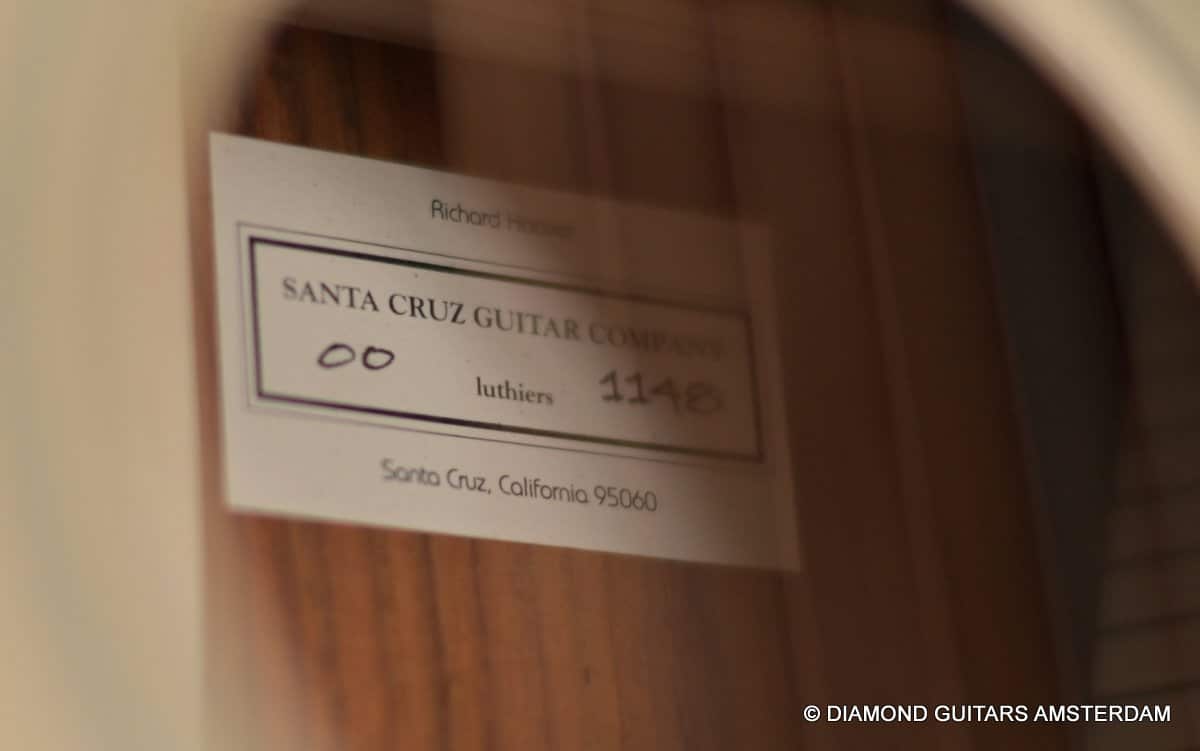 Richard Hoover
SANTA CRUZ GUITAR COMPANY
00 luthiers 1148
Santa Cruz, California 95060
© DIAMOND GUITARS AMSTERDAM